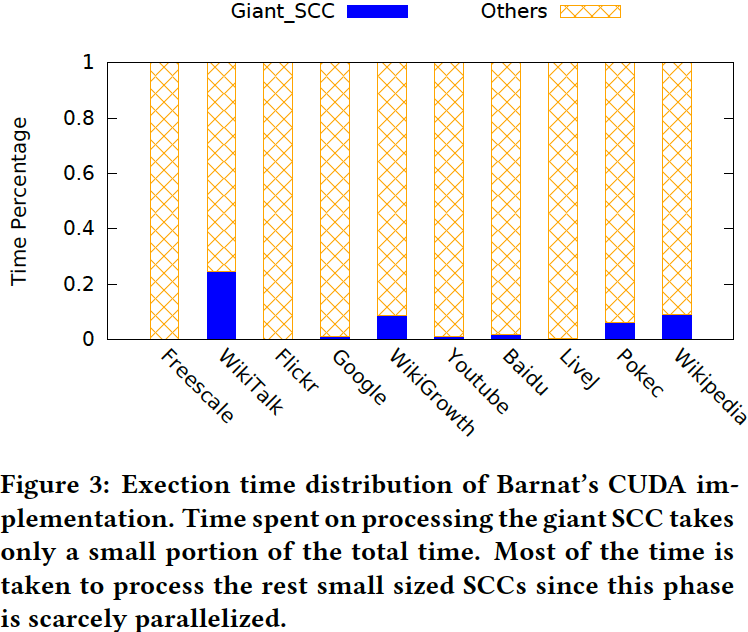 Giant_SCC Others
1
0.8
0.6
0.4
0.2
0
Time Percentage
Freescale
WikiTalk
Flickr
Google
WikiGrowth
Youtube
Baidu
LiveJ
Pokec
Wikipedia
Figure 3: Exection time distribution of Barnat's CUDA im-
plementation. Time spent on processing the giant SCC takes
only a small portion of the total time. Most of the time is
taken to process the rest small sized SCCs since this phase
is scarcely parallelized.